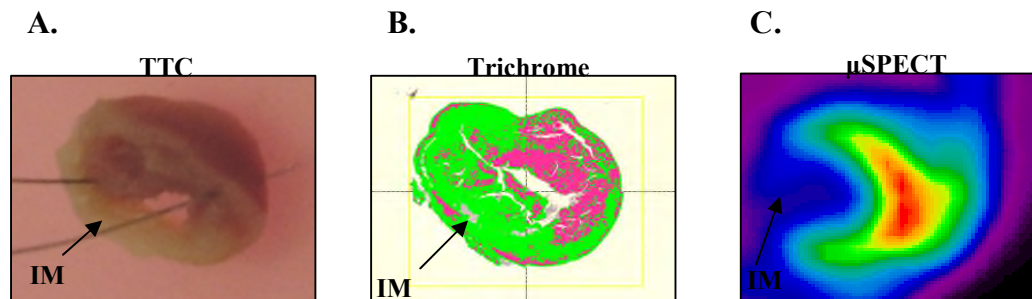 A.
B.
C.
TTC
Trichrome
µSPECT
IM
IM
IM